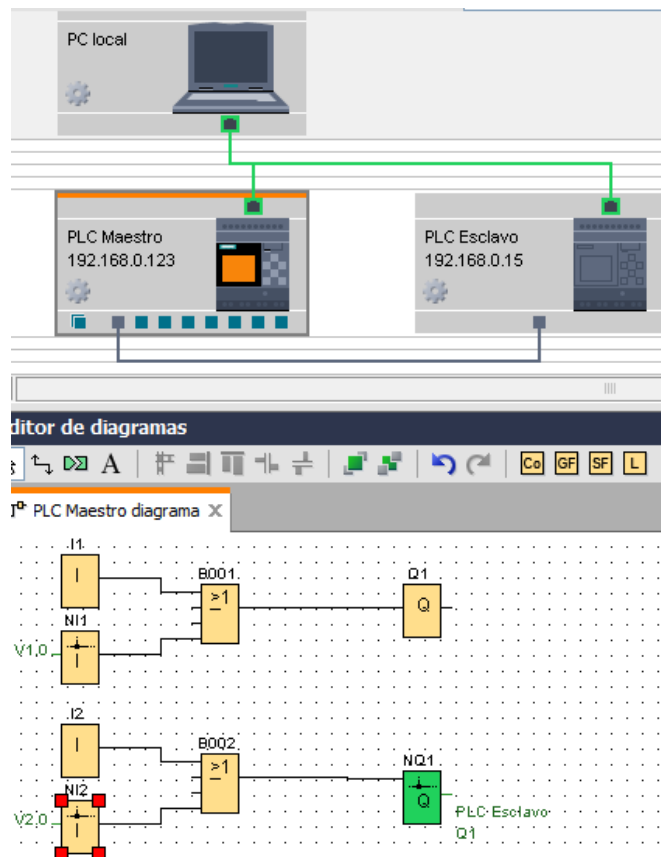 PC local
PLC Maestro
192.168.0.123
PLC Esclavo
192.168.0.15
ditor de diagramas
A
Co GF SF L
PLC Maestro diagrama X
I1
I
B001
≥1
Q1
Q
NI1
I
V1.0
I2
I
B002
≥1
NQ1
Q
NI2
I
V2.0
PLC Esclavo
Q1